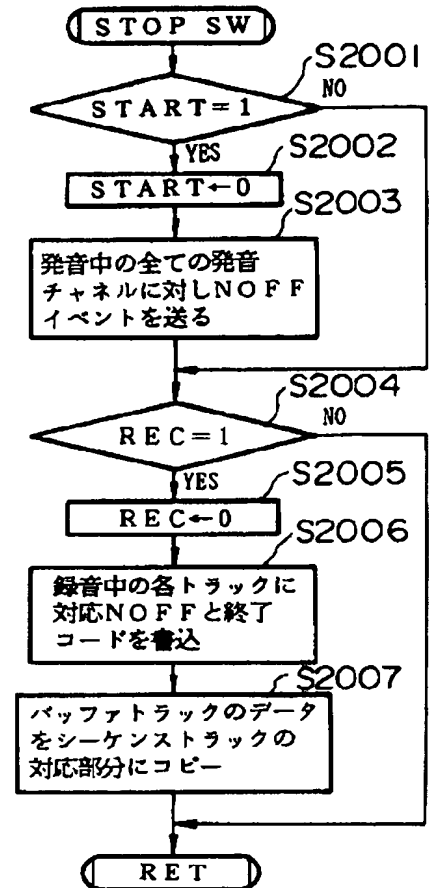 STOP SW
S2001
START=1
NO
YES
S2002
START←0
S2003
発音中の全ての発音
チャネルに対しNOFF
イベントを送る
S2004
REC=1
NO
YES
S2005
REC←0
S2006
録音中の各トラックに
対応NOFFと終了
コードを書込
S2007
バッファトラックのデータ
をシーケンストラックの
対応部分にコピー
RET